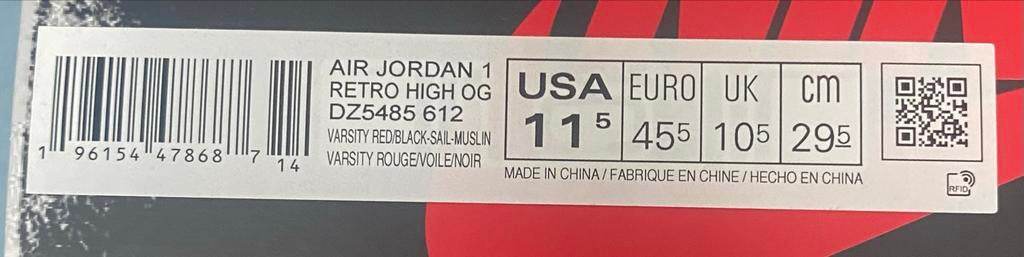 1 96154 47868 7
14
AIR JORDAN 1
RETRO HIGH OG
DZ5485 612
VARSITY RED/BLACK-SAIL-MUSLIN
VARSITY ROUGE/VOILE/NOIR
USA EURO UK cm
11 5 45 5 10 5 29 5
MADE IN CHINA / FABRIQUE EN CHINE / HECHO EN CHINA
RFID